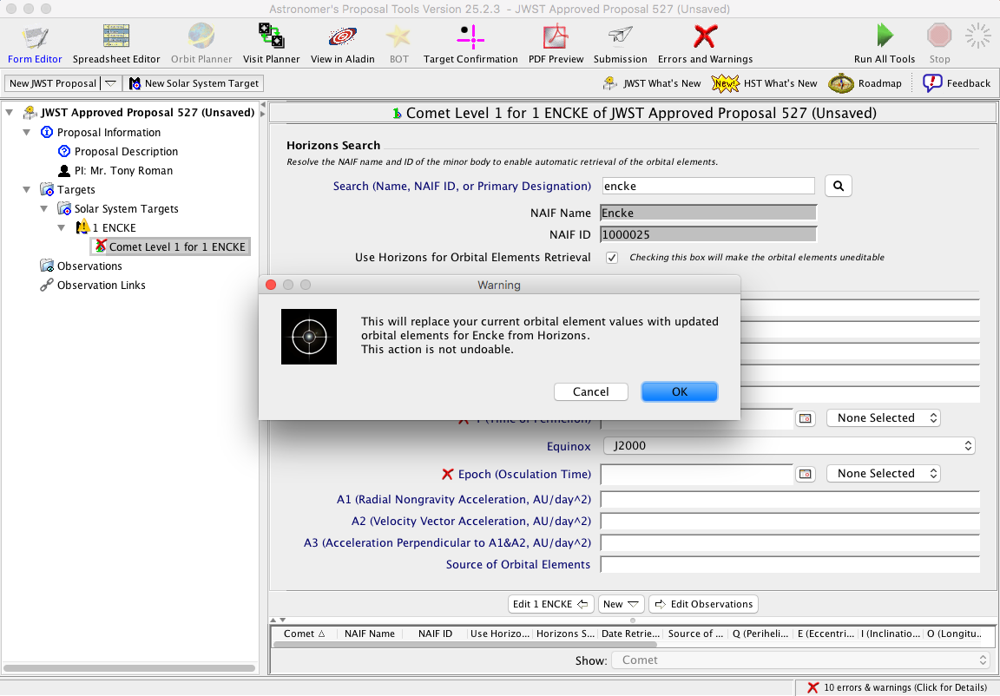 Astronomer's Proposal Tools Version 25.2.3 - JWST Approved Proposal 527 (Unsaved)
Form Editor Spreadsheet Editor Orbit Planner Visit Planner View in Aladin BOT Target Confirmation PDF Preview Submission Errors and Warnings Run All Tools Stop
New JWST Proposal New Solar System Target JWST What's New New! HST What's New Roadmap Feedback
JWST Approved Proposal 527 (Unsaved)
Proposal Information
Proposal Description
PI: Mr. Tony Roman
Targets
Solar System Targets
1 ENCKE
Comet Level 1 for 1 ENCKE
Observations
Observation Links
Comet Level 1 for 1 ENCKE of JWST Approved Proposal 527 (Unsaved)
Horizons Search
Resolve the NAIF name and ID of the minor body to enable automatic retrieval of the orbital elements.
Search (Name, NAIF ID, or Primary Designation) encke
NAIF Name Encke
NAIF ID 1000025
Use Horizons for Orbital Elements Retrieval Checking this box will make the orbital elements uneditable
Warning
This will replace your current orbital element values with updated
orbital elements for Encke from Horizons.
This action is not undoable.
Cancel OK
None Selected
Equinox J2000
Epoch (Osculation Time) None Selected
A1 (Radial Nongravity Acceleration, AU/day^2)
A2 (Velocity Vector Acceleration, AU/day^2)
A3 (Acceleration Perpendicular to A1&A2, AU/day^2)
Source of Orbital Elements
Edit 1 ENCKE New Edit Observations
Comet NAIF Name NAIF ID Use Horizo... Horizons S... Date Retrie... Source of ... Q (Periheli... E (Eccentri... I (Inclinatio... O (Longitu...
Show: Comet
10 errors & warnings (Click for Details)